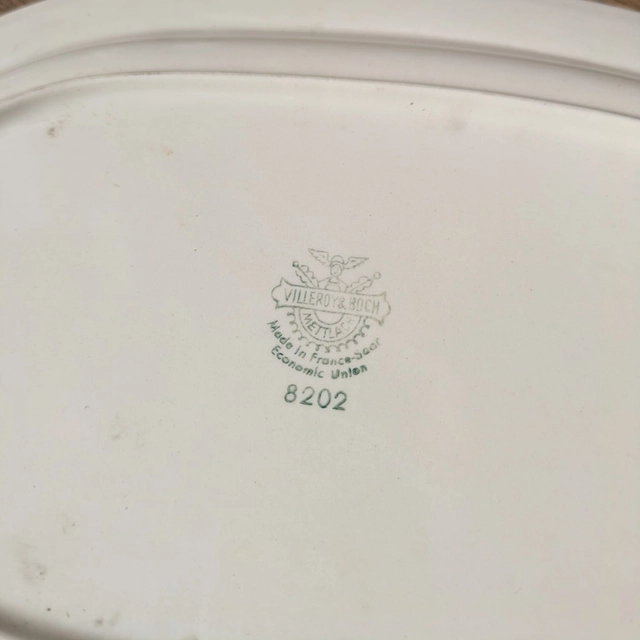 VILLEROY & BOCH
METTLACH
Made in France-Saar
Economic Union
8202